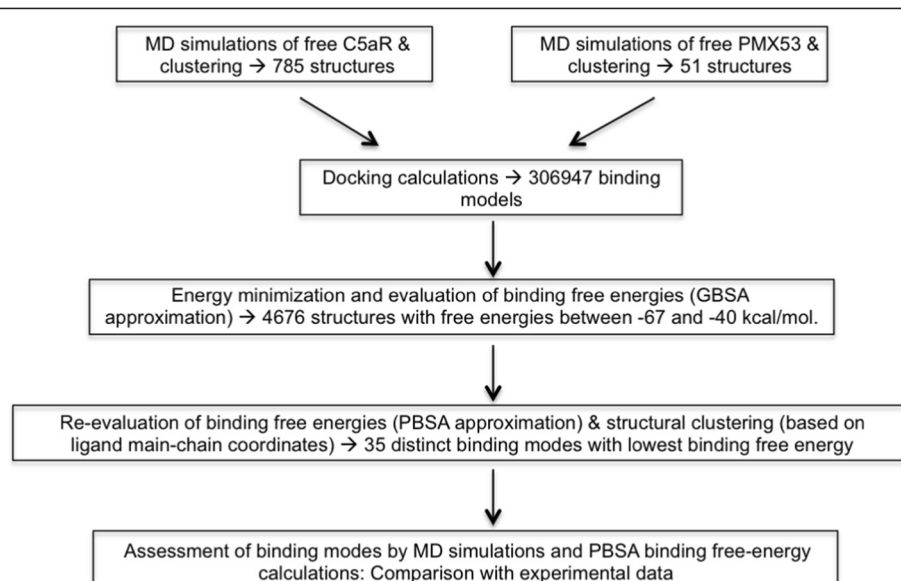 MD simulations of free C5aR &
clustering → 785 structures
MD simulations of free PMX53 &
clustering → 51 structures
Docking calculations → 306947 binding
models
Energy minimization and evaluation of binding free energies (GBSA
approximation) → 4676 structures with free energies between -67 and -40 kcal/mol.
Re-evaluation of binding free energies (PBSA approximation) & structural clustering (based on
ligand main-chain coordinates) → 35 distinct binding modes with lowest binding free energy
Assessment of binding modes by MD simulations and PBSA binding free-energy
calculations: Comparison with experimental data